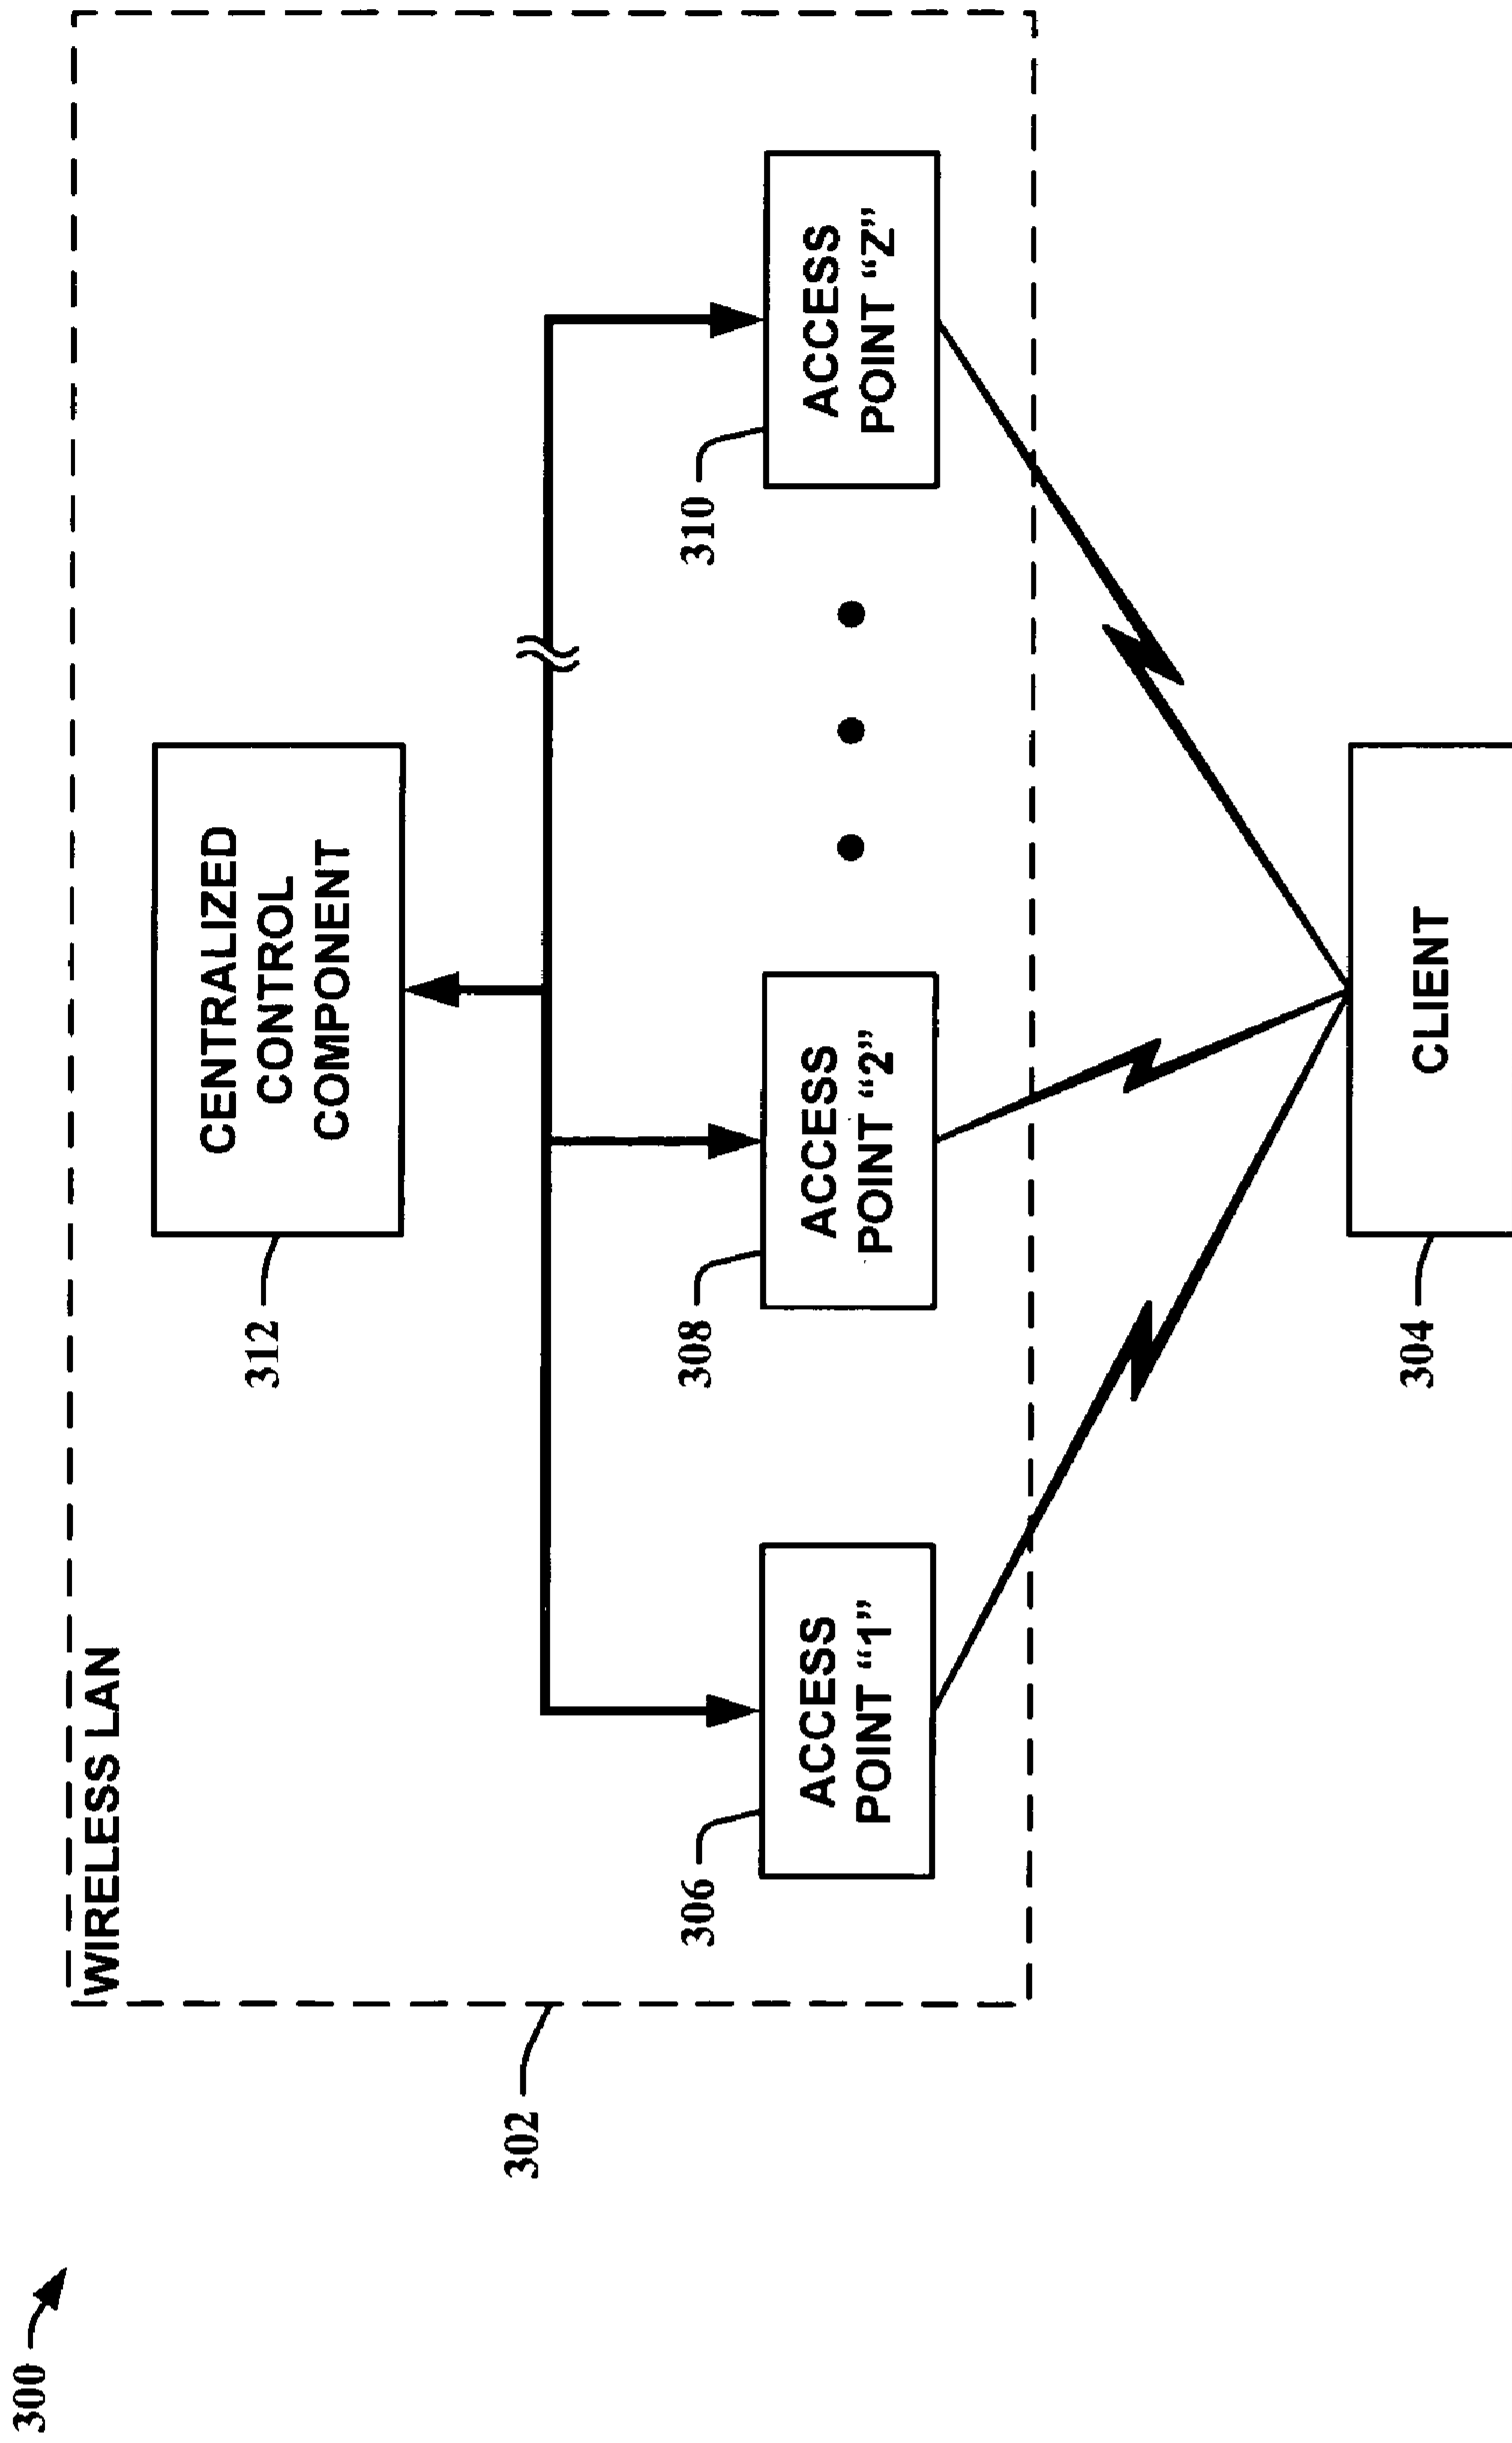 300
302
WIRELESS LAN
312
CENTRALIZED
CONTROL
COMPONENT
306
ACCESS
POINT “1”
308
ACCESS
POINT “2”
310
ACCESS
POINT “Z”
304
CLIENT